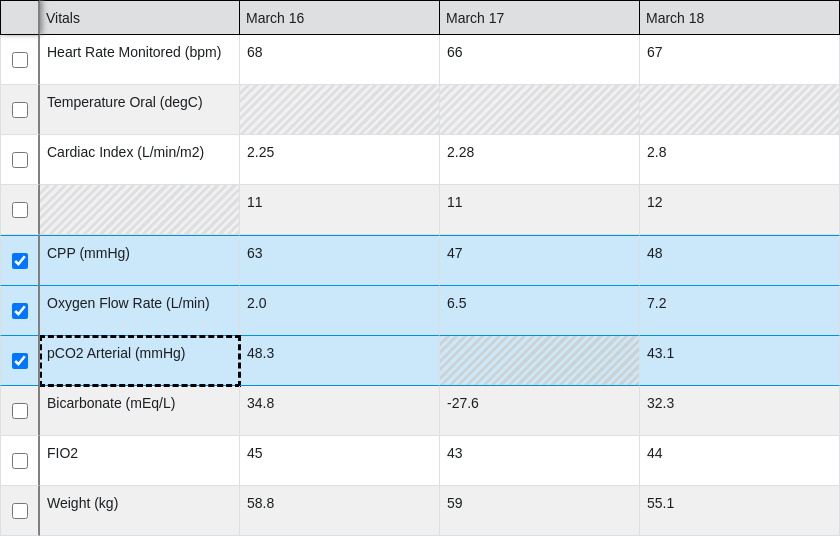 Vitals March 16 March 17 March 18
Heart Rate Monitored (bpm) 68 66 67
Temperature Oral (degC)
Cardiac Index (L/min/m2) 2.25 2.28 2.8
11 11 12
CPP (mmHg) 63 47 48
Oxygen Flow Rate (L/min) 2.0 6.5 7.2
pCO2 Arterial (mmHg) 48.3 43.1
Bicarbonate (mEq/L) 34.8 -27.6 32.3
FIO2 45 43 44
Weight (kg) 58.8 59 55.1